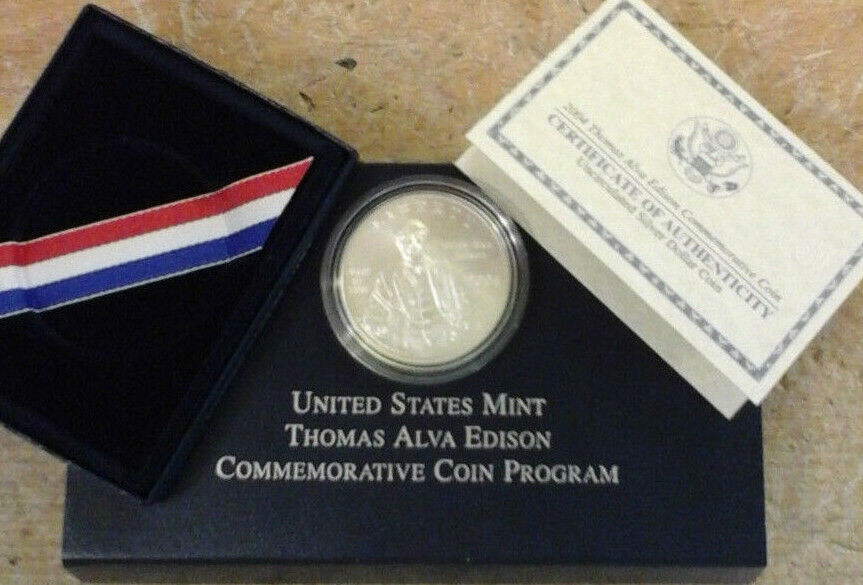 2004 Thomas Alva Edison Commemorative Coin
CERTIFICATE OF AUTHENTICITY
Uncirculated Silver Dollar Coin
UNITED STATES MINT
THOMAS ALVA EDISON
COMMEMORATIVE COIN PROGRAM